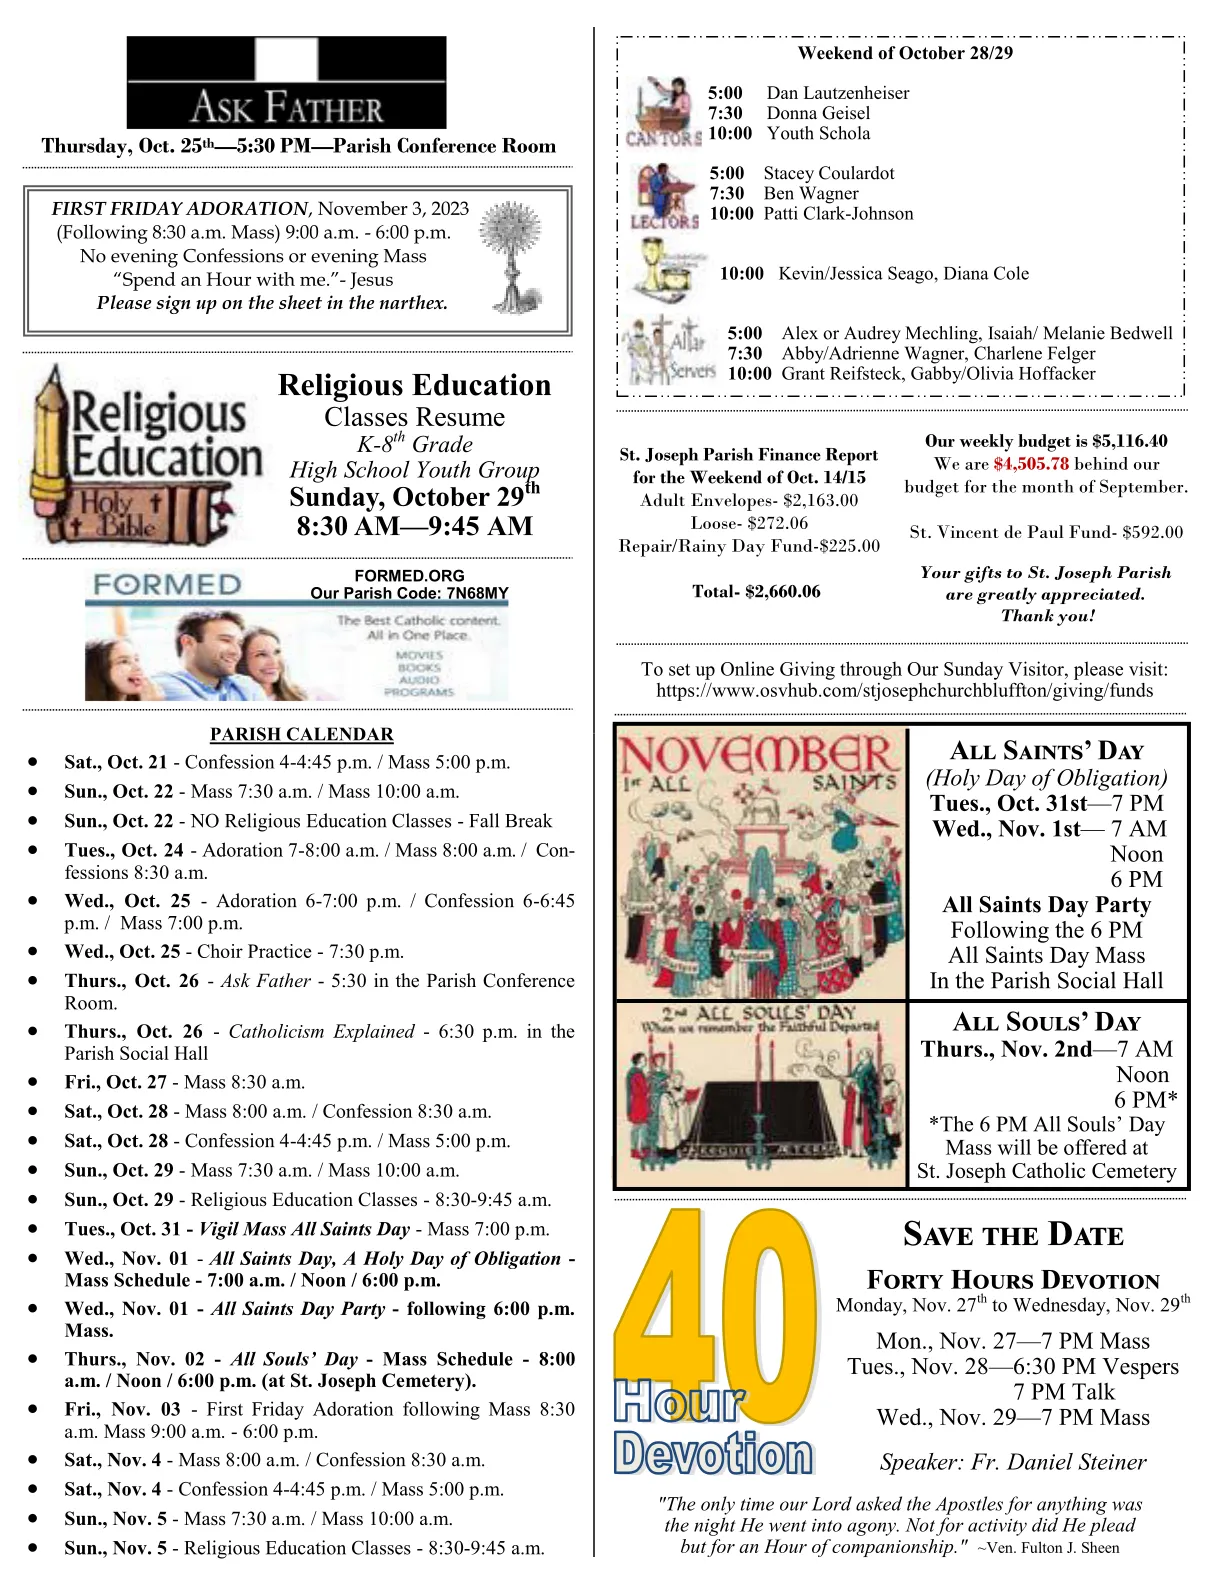 ASK FATHER
Thursday, Oct. 25th—5:30 PM—Parish Conference Room
FIRST FRIDAY ADORATION, November 3, 2023
(Following 8:30 a.m. Mass) 9:00 a.m. - 6:00 p.m.
No evening Confessions or evening Mass
“Spend an Hour with me.”- Jesus
Please sign up on the sheet in the narthex.
Religious
Education
Holy
Bible
Religious Education
Classes Resume
K-8th Grade
High School Youth Group
Sunday, October 29th
8:30 AM—9:45 AM
FORMED
FORMED.ORG
Our Parish Code: 7N68MY
The Best Catholic content.
All in One Place.
MOVIES
BOOKS
AUDIO
PROGRAMS
PARISH CALENDAR
• Sat., Oct. 21 - Confession 4-4:45 p.m. / Mass 5:00 p.m.
• Sun., Oct. 22 - Mass 7:30 a.m. / Mass 10:00 a.m.
• Sun., Oct. 22 - NO Religious Education Classes - Fall Break
• Tues., Oct. 24 - Adoration 7-8:00 a.m. / Mass 8:00 a.m. / Con-
fessions 8:30 a.m.
• Wed., Oct. 25 - Adoration 6-7:00 p.m. / Confession 6-6:45
p.m. / Mass 7:00 p.m.
• Wed., Oct. 25 - Choir Practice - 7:30 p.m.
• Thurs., Oct. 26 - Ask Father - 5:30 in the Parish Conference
Room.
• Thurs., Oct. 26 - Catholicism Explained - 6:30 p.m. in the
Parish Social Hall
• Fri., Oct. 27 - Mass 8:30 a.m.
• Sat., Oct. 28 - Mass 8:00 a.m. / Confession 8:30 a.m.
• Sat., Oct. 28 - Confession 4-4:45 p.m. / Mass 5:00 p.m.
• Sun., Oct. 29 - Mass 7:30 a.m. / Mass 10:00 a.m.
• Sun., Oct. 29 - Religious Education Classes - 8:30-9:45 a.m.
• Tues., Oct. 31 - Vigil Mass All Saints Day - Mass 7:00 p.m.
• Wed., Nov. 01 - All Saints Day, A Holy Day of Obligation -
Mass Schedule - 7:00 a.m. / Noon / 6:00 p.m.
• Wed., Nov. 01 - All Saints Day Party - following 6:00 p.m.
Mass.
• Thurs., Nov. 02 - All Souls’ Day - Mass Schedule - 8:00
a.m. / Noon / 6:00 p.m. (at St. Joseph Cemetery).
• Fri., Nov. 03 - First Friday Adoration following Mass 8:30
a.m. Mass 9:00 a.m. - 6:00 p.m.
• Sat., Nov. 4 - Mass 8:00 a.m. / Confession 8:30 a.m.
• Sat., Nov. 4 - Confession 4-4:45 p.m. / Mass 5:00 p.m.
• Sun., Nov. 5 - Mass 7:30 a.m. / Mass 10:00 a.m.
• Sun., Nov. 5 - Religious Education Classes - 8:30-9:45 a.m.
Weekend of October 28/29
CANTORS
5:00 Dan Lautzenheiser
7:30 Donna Geisel
10:00 Youth Schola
LECTORS
5:00 Stacey Coulardot
7:30 Ben Wagner
10:00 Patti Clark-Johnson
10:00 Kevin/Jessica Seago, Diana Cole
Altar
Servers
5:00 Alex or Audrey Mechling, Isaiah/ Melanie Bedwell
7:30 Abby/Adrienne Wagner, Charlene Felger
10:00 Grant Reifsteck, Gabby/Olivia Hoffacker
St. Joseph Parish Finance Report
for the Weekend of Oct. 14/15
Adult Envelopes- $2,163.00
Loose- $272.06
Repair/Rainy Day Fund-$225.00
Total- $2,660.06
Our weekly budget is $5,116.40
We are $4,505.78 behind our
budget for the month of September.
St. Vincent de Paul Fund- $592.00
Your gifts to St. Joseph Parish
are greatly appreciated.
Thank you!
To set up Online Giving through Our Sunday Visitor, please visit:
https://www.osvhub.com/stjosephchurchbluffton/giving/funds
NOVEMBER
1st ALL SAINTS
ALL SAINTS’ DAY
(Holy Day of Obligation)
Tues., Oct. 31st—7 PM
Wed., Nov. 1st— 7 AM
Noon
6 PM
All Saints Day Party
Following the 6 PM
All Saints Day Mass
In the Parish Social Hall
2nd ALL SOULS' DAY
When we remember the Faithful Departed
ALL SOULS’ DAY
Thurs., Nov. 2nd—7 AM
Noon
6 PM*
*The 6 PM All Souls’ Day
Mass will be offered at
St. Joseph Catholic Cemetery
40
Hour
Devotion
SAVE THE DATE
FORTY HOURS DEVOTION
Monday, Nov. 27th to Wednesday, Nov. 29th
Mon., Nov. 27—7 PM Mass
Tues., Nov. 28—6:30 PM Vespers
7 PM Talk
Wed., Nov. 29—7 PM Mass
Speaker: Fr. Daniel Steiner
"The only time our Lord asked the Apostles for anything was
the night He went into agony. Not for activity did He plead
but for an Hour of companionship." ~Ven. Fulton J. Sheen